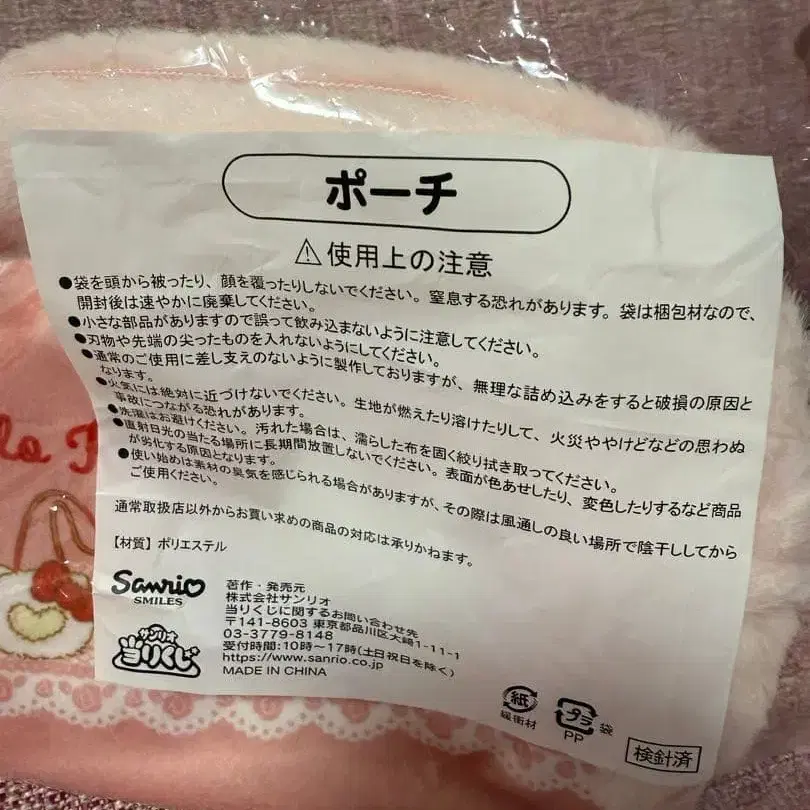 ポーチ
⚠使用上の注意
●袋を頭から被ったり、顔を覆ったりしないでください。窒息する恐れがあります。袋は梱包材なので、
開封後は速やかに廃棄してください。
●小さな部品がありますので誤って飲み込まないように注意してください。
●刃物や先端の尖ったものを入れないようにしてください。
●通常のご使用に差し支えのないように製作しておりますが、無理な詰め込みをすると破損の原因と
なります。
●火気には絶対に近づけないでください。生地が燃えたり溶けたりして、火災ややけどなどの思わぬ
事故につながる恐れがあります。
●洗濯はお避けください。汚れた場合は、濡らした布を固く絞り拭き取ってください。
●直射日光の当たる場所に長期間放置しないでください。表面が色あせしたり、変色したりするなど商品
が劣化する原因となります。
●使い始めは素材の臭気を感じられる場合がありますが、その際は風通しの良い場所で陰干ししてから
ご使用ください。
通常取扱店以外からお買い求めの商品の対応は承りかねます。
【材質】ポリエステル
Sanrio
SMILES
サンリオ
当りくじ
著作・発売元
株式会社サンリオ
当りくじに関するお問い合わせ先
〒141-8603 東京都品川区大崎1-11-1
03-3779-8148
受付時間:10時〜17時(土日祝日を除く)
https://www.sanrio.co.jp
MADE IN CHINA
紙
緩衝材
プラ
袋
PP
検針済